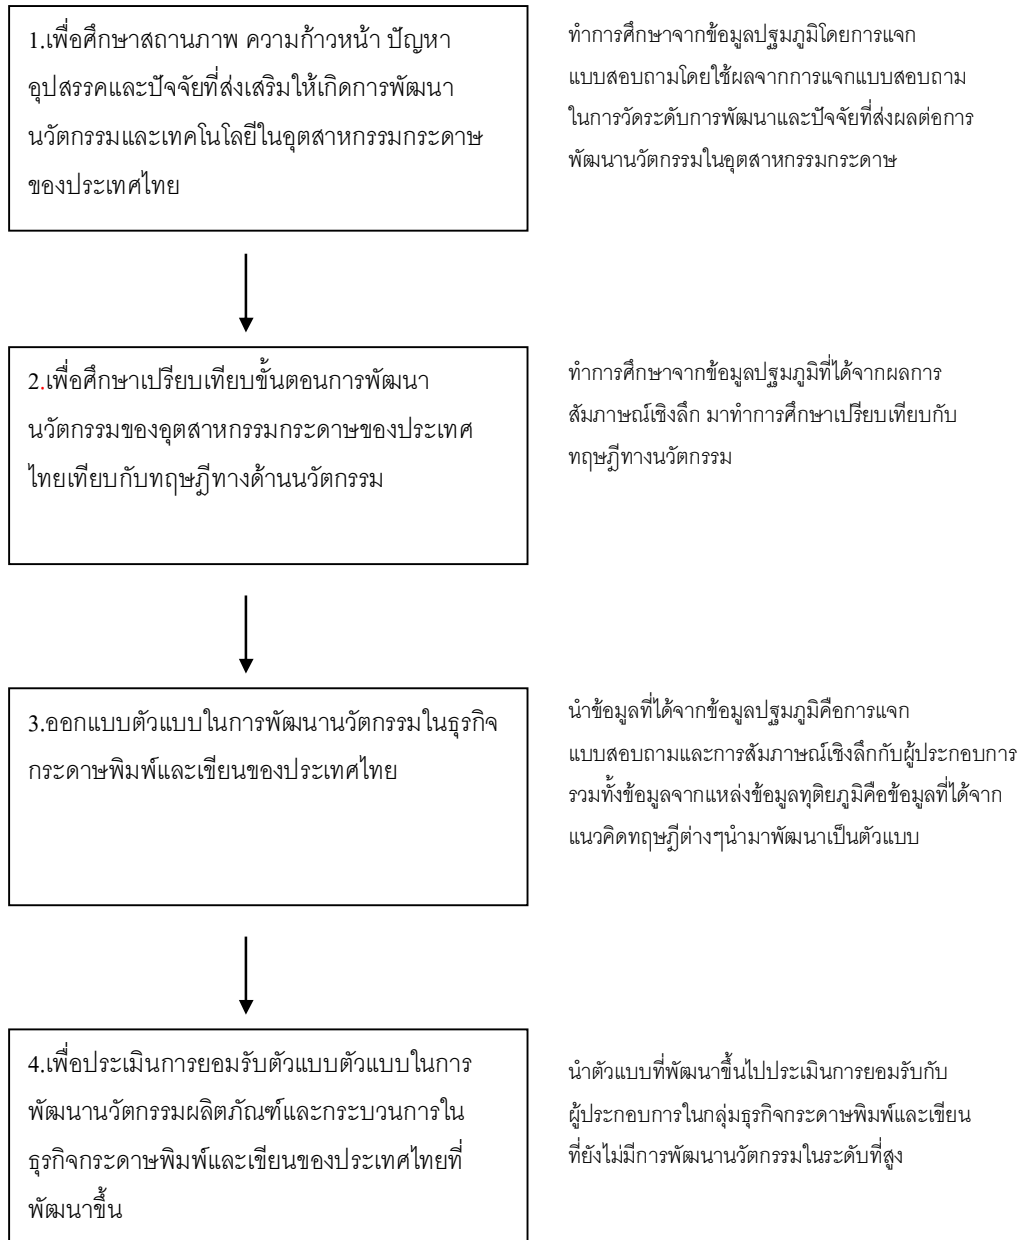 1.เพื่อศึกษาสถานภาพ ความก้าวหน้า ปัญหา
อุปสรรคและปัจจัยที่ส่งเสริมให้เกิดการพัฒนา
นวัตกรรมและเทคโนโลยีในอุตสาหกรรมกระดาษ
ของประเทศไทย
ทำการศึกษาจากข้อมูลปฐมภูมิโดยการแจก
แบบสอบถามโดยใช้ผลจากการแจกแบบสอบถาม
ในการวัดระดับการพัฒนาและปัจจัยที่ส่งผลต่อการ
พัฒนานวัตกรรมในอุตสาหกรรมกระดาษ
2.เพื่อศึกษาเปรียบเทียบขั้นตอนการพัฒนา
นวัตกรรมของอุตสาหกรรมกระดาษของประเทศ
ไทยเทียบกับทฤษฎีทางด้านนวัตกรรม
ทำการศึกษาจากข้อมูลปฐมภูมิที่ได้จากผลการ
สัมภาษณ์เชิงลึก มาทำการศึกษาเปรียบเทียบกับ
ทฤษฎีทางนวัตกรรม
3.ออกแบบตัวแบบในการพัฒนานวัตกรรมในธุรกิจ
กระดาษพิมพ์และเขียนของประเทศไทย
นำข้อมูลที่ได้จากข้อมูลปฐมภูมิคือการแจก
แบบสอบถามและการสัมภาษณ์เชิงลึกกับผู้ประกอบการ
รวมทั้งข้อมูลจากแหล่งข้อมูลทุติยภูมิคือข้อมูลที่ได้จาก
แนวคิดทฤษฎีต่างๆนำมาพัฒนาเป็นตัวแบบ
4.เพื่อประเมินการยอมรับตัวแบบตัวแบบในการ
พัฒนานวัตกรรมผลิตภัณฑ์และกระบวนการใน
ธุรกิจกระดาษพิมพ์และเขียนของประเทศไทยที่
พัฒนาขึ้น
นำตัวแบบที่พัฒนาขึ้นไปประเมินการยอมรับกับ
ผู้ประกอบการในกลุ่มธุรกิจกระดาษพิมพ์และเขียน
ที่ยังไม่มีการพัฒนานวัตกรรมในระดับที่สูง